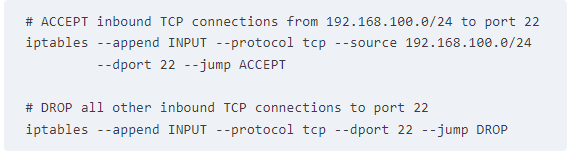 # ACCEPT inbound TCP connections from 192.168.100.0/24 to port 22
iptables --append INPUT --protocol tcp --source 192.168.100.0/24
--dport 22 --jump ACCEPT
# DROP all other inbound TCP connections to port 22
iptables --append INPUT --protocol tcp --dport 22 --jump DROP